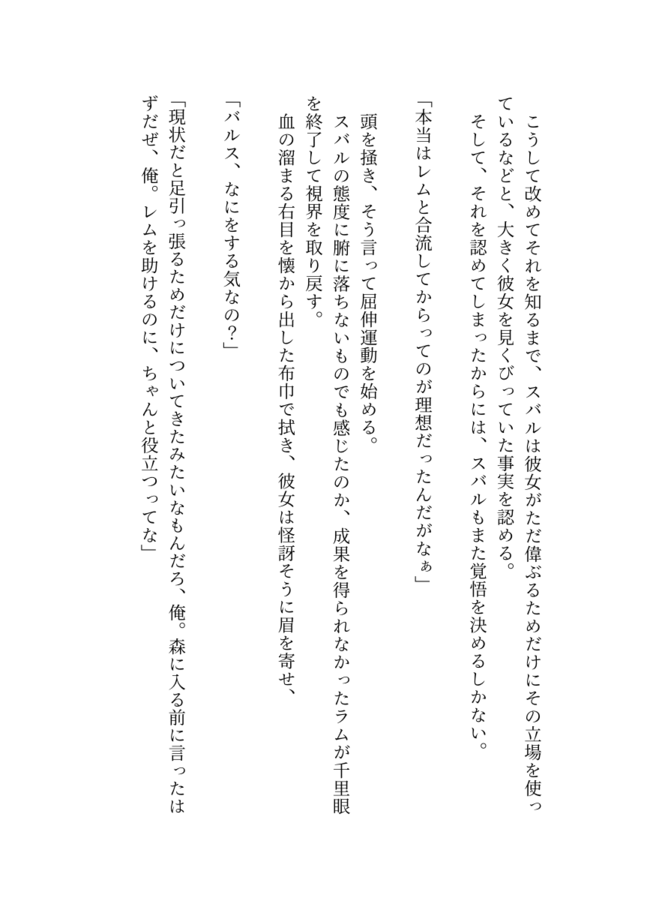 こうして改めてそれを知るまで、スバルは彼女がただ偉ぶるためだけにその立場を使っ
ているなどと、大きく彼女を見くびっていた事実を認める。
そして、それを認めてしまったからには、スバルもまた覚悟を決めるしかない。
「本当はレムと合流してからってのが理想だったんだがなぁ」
頭を掻き、そう言って屈伸運動を始める。
スバルの態度に腑に落ちないものでも感じたのか、成果を得られなかったラムが千里眼
を終了して視界を取り戻す。
血の溜まる右目を懐から出した布巾で拭き、彼女は怪訝そうに眉を寄せ、
「バルス、なにをする気なの？」
「現状だと足引っ張るためだけについてきたみたいなもんだろ、俺。森に入る前に言ったは
ずだぜ、俺。レムを助けるのに、ちゃんと役立つってな」